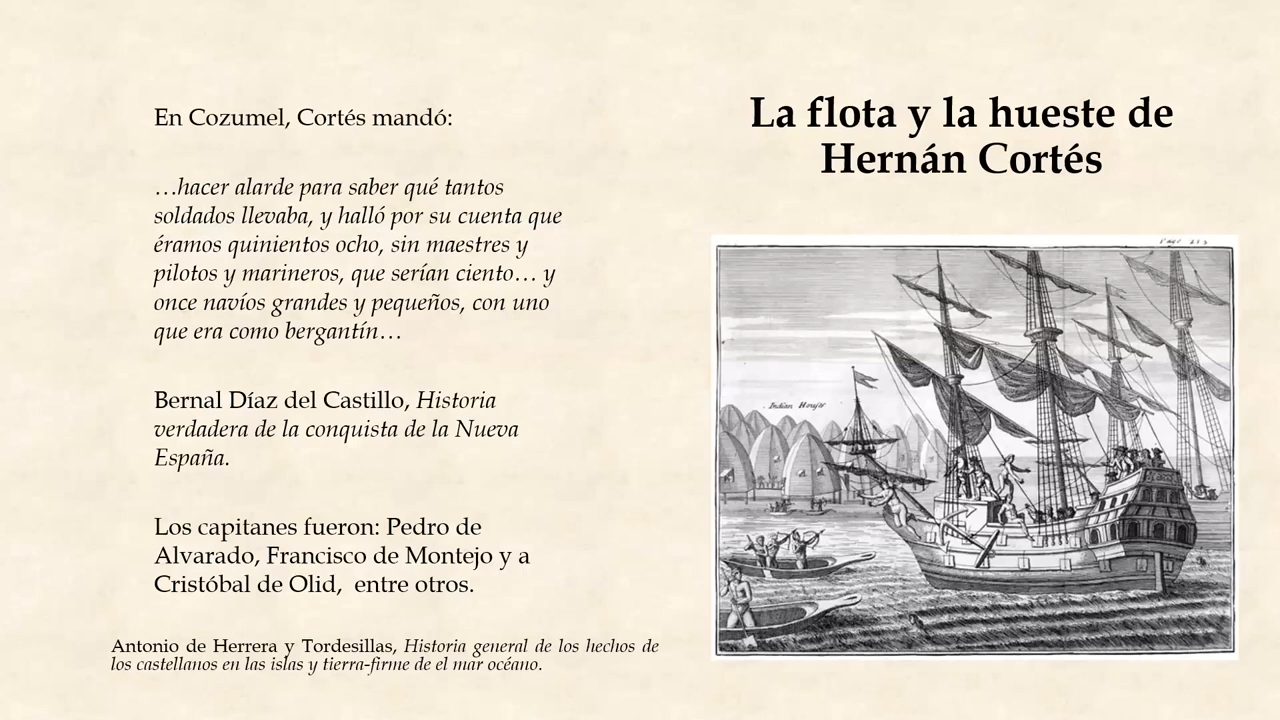 En Cozumel, Cortés mandó:
…hacer alarde para saber qué tantos
soldados llevaba, y halló por su cuenta que
éramos quinientos ocho, sin maestres y
pilotos y marineros, que serían ciento… y
once navíos grandes y pequeños, con uno
que era como bergantín…
Bernal Díaz del Castillo, Historia
verdadera de la conquista de la Nueva
España.
Los capitanes fueron: Pedro de
Alvarado, Francisco de Montejo y a
Cristóbal de Olid,  entre otros.
Antonio de Herrera y Tordesillas, Historia general de los hechos de
los castellanos en las islas y tierra-firme de el mar océano.
La flota y la hueste de
Hernán Cortés
Indian Houses